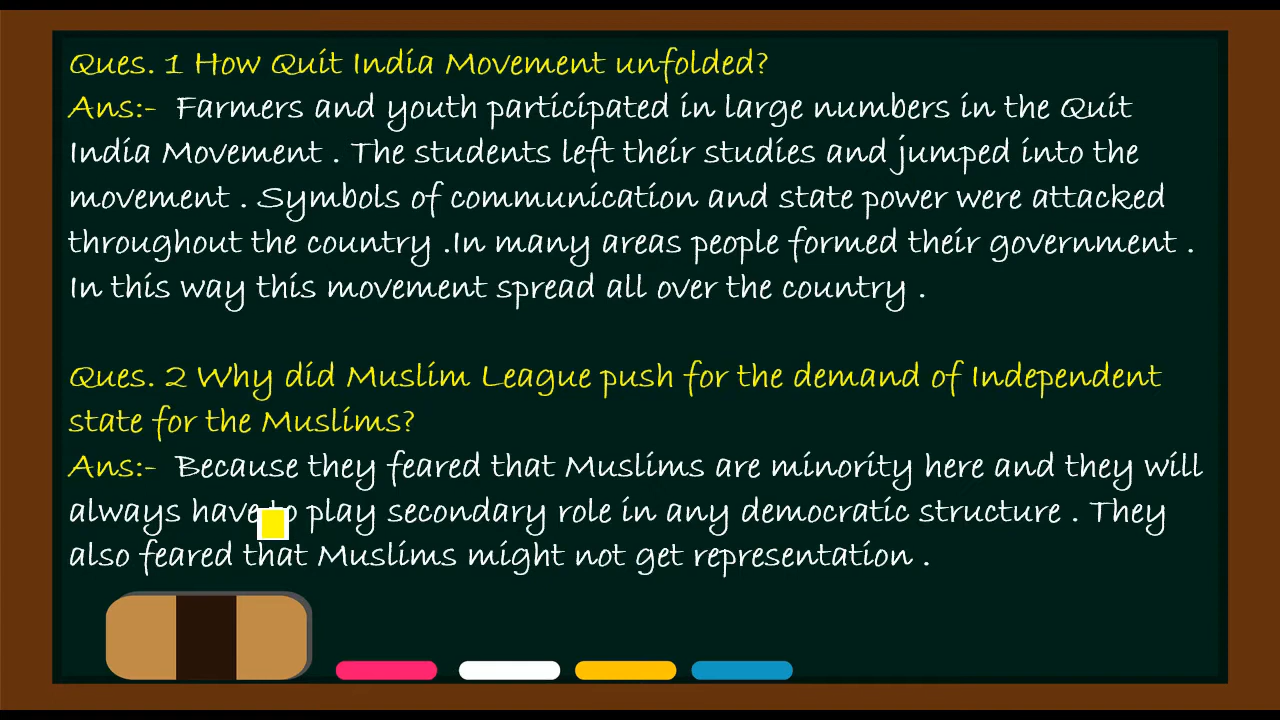 Ques. 1 How Quit India Movement unfolded?
Ans:- Farmers and youth participated in large numbers in the Quit
India Movement . The students left their studies and jumped into the
movement . Symbols of communication and state power were attacked
throughout the country .In many areas people formed their government .
In this way this movement spread all over the country .
Ques. 2 Why did Muslim League push for the demand of Independent
state for the Muslims?
Ans:- Because they feared that Muslims are minority here and they will
always have to play secondary role in any democratic structure . They
also feared that Muslims might not get representation .